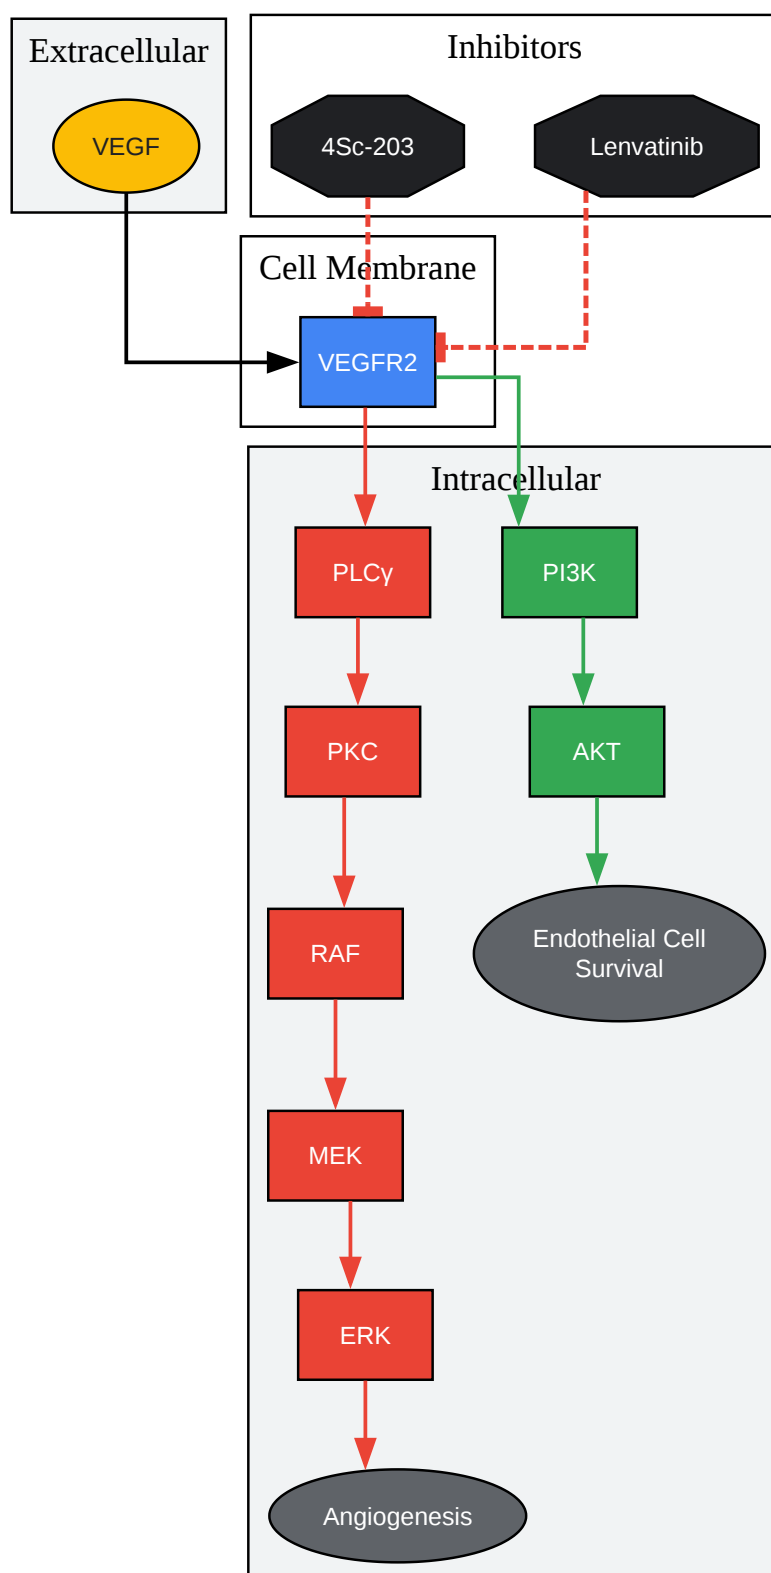 Extracellular
Inhibitors
VEGF
4Sc-203
Lenvatinib
Cell Membrane
VEGFR2
Intracellular
PLCγ
PI3K
PKC
AKT
RAF
Endothelial Cell
Survival
MEK
ERK
Angiogenesis